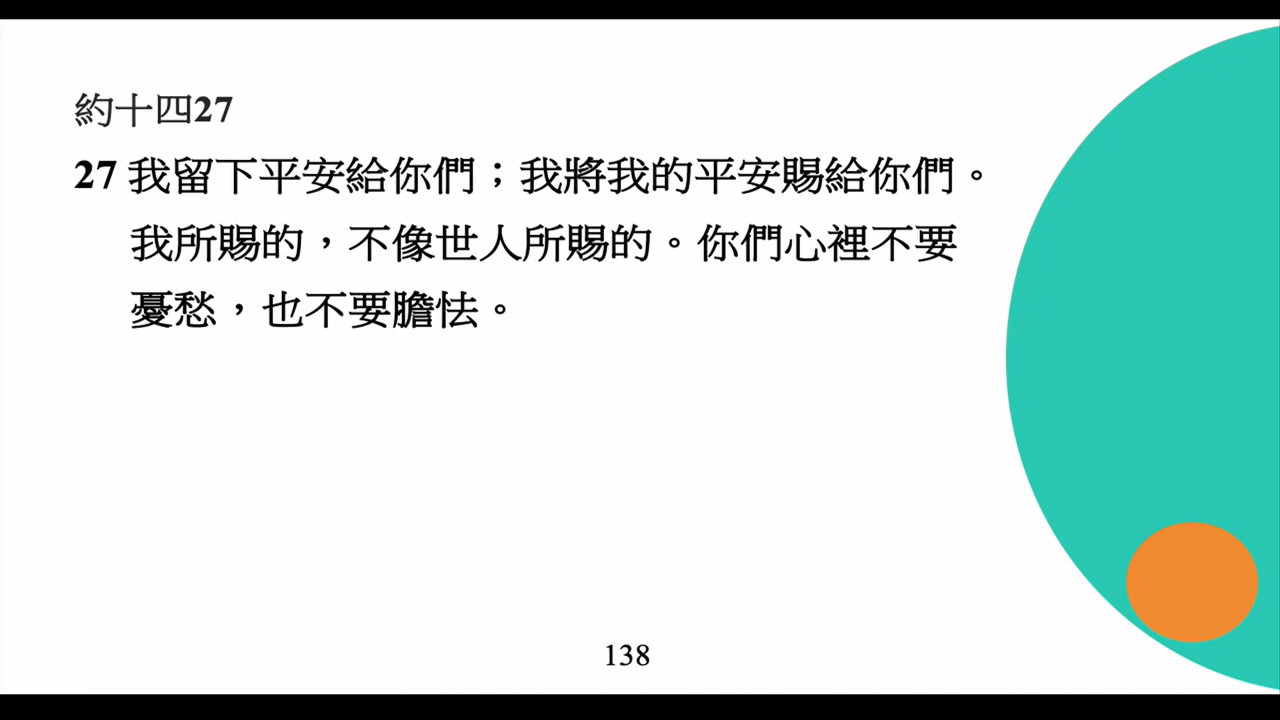 約十四27
27 我留下平安給你們；我將我的平安賜給你們。
我所賜的，不像世人所賜的。你們心裡不要
憂愁，也不要膽怯。
138